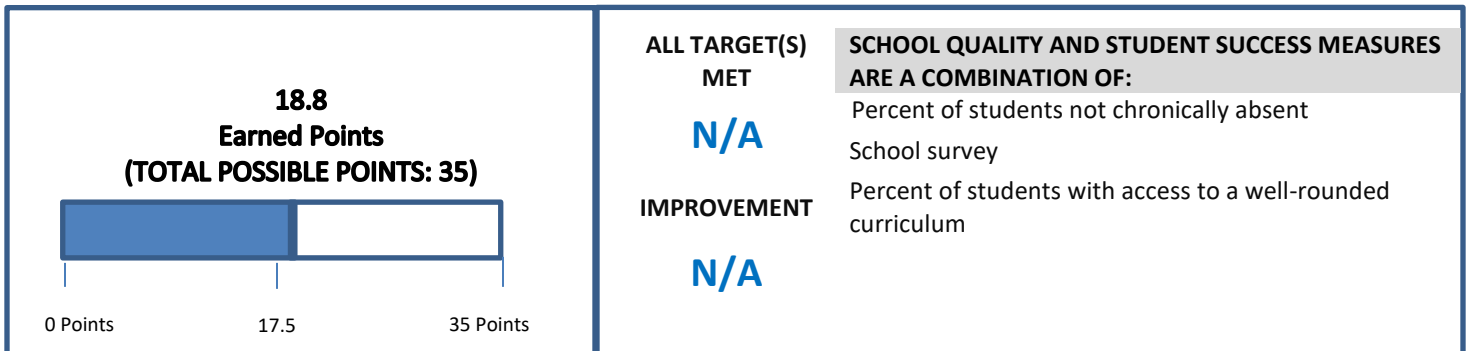 18.8
Earned Points
(TOTAL POSSIBLE POINTS: 35)
0 Points
17.5
35 Points
ALL TARGET(S)
MET
N/A
IMPROVEMENT
N/A
SCHOOL QUALITY AND STUDENT SUCCESS MEASURES
ARE A COMBINATION OF:
Percent of students not chronically absent
School survey
Percent of students with access to a well-rounded
curriculum